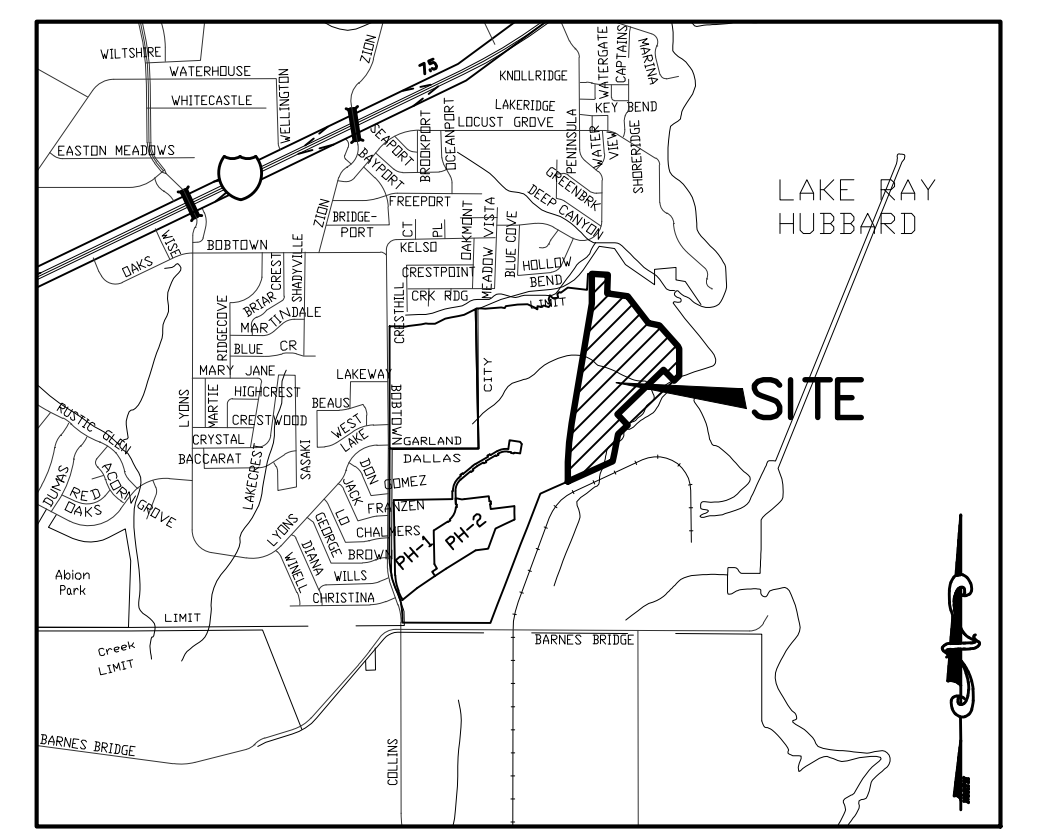 WILTSHIRE
WATERHOUSE
WHITECASTLE
WELLINGTON
EASTON MEADOWS
ZION
75
KNOLLRIDGE
WATERGATE
CAPTAINS
MARINA
LAKERIDGE
KEY BEND
LOCUST GROVE
PENINSULA
WATER
VIEW
SHORERIDGE
SEAPORT
BAYPORT
BROOKPORT
OCEANPORT
FREEPORT
GREENBRK
DEEP CANYON
LAKE RAY
HUBBARD
ZION
BRIDGE-
PORT
CT
PL
KELSO
OAKMONT
MEADOW VISTA
BLUE COVE
HOLLOW
BEND
CRESTPOINT
CRK RDG
LIMIT
WISE
OAKS
BOBTOWN
BRIAR CREST
SHADYVILLE
MARTINDALE
RIDGECOVE
BLUE CR
CRESTHILL
CITY
SITE
MARY JANE
LAKEWAY
LYONS
MARTIE
HIGHCREST
CRESTWOOD
CRYSTAL
BACCARAT
LAKECREST
SASAKI
BEAUS
WEST
LAKE
BOBTOWN
GARLAND
DALLAS
RUSTIC GLEN
DUMAS
RED
OAKS
ACORN GROVE
DON
GOMEZ
JACK
FRANZEN
LO
CHALMERS
GEORGE
BROWN
LYONS
DIANA
WILLS
WINELL
CHRISTINA
PH-1
PH-2
Abion
Park
LIMIT
Creek
LIMIT
BARNES BRIDGE
BARNES BRIDGE
COLLINS